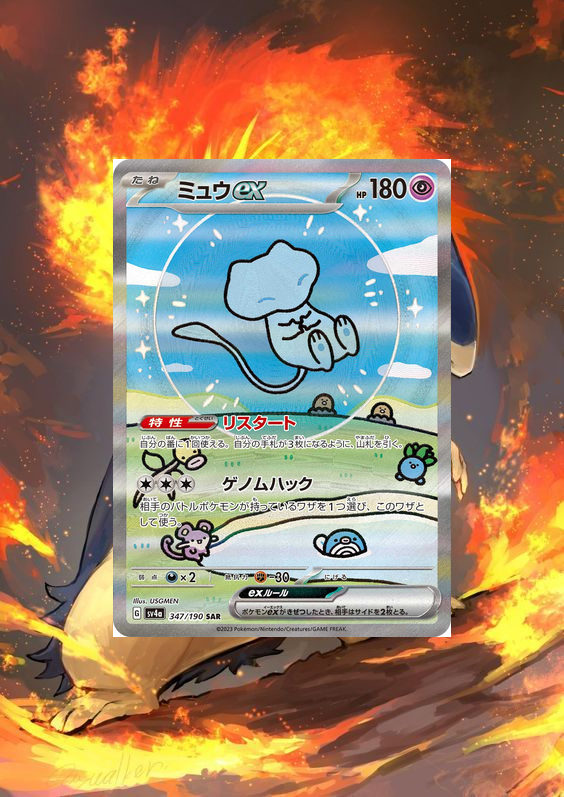 たね ミュウex HP 180
特性 とくせい リスタート
自分の番に1回使える。自分の手札が3枚になるように、山札を引く。
ゲノムハック
相手のバトルポケモンが持っているワザを1つ選び、このワザと
して使う。
弱点 ×2 抵抗力 -30 にげる
Illus. USGMEN
exルール
ポケモンexがきぜつしたとき、相手はサイドを2枚とる。
G sv4a 347/190 SAR
©2023 Pokémon/Nintendo/Creatures/GAME FREAK.